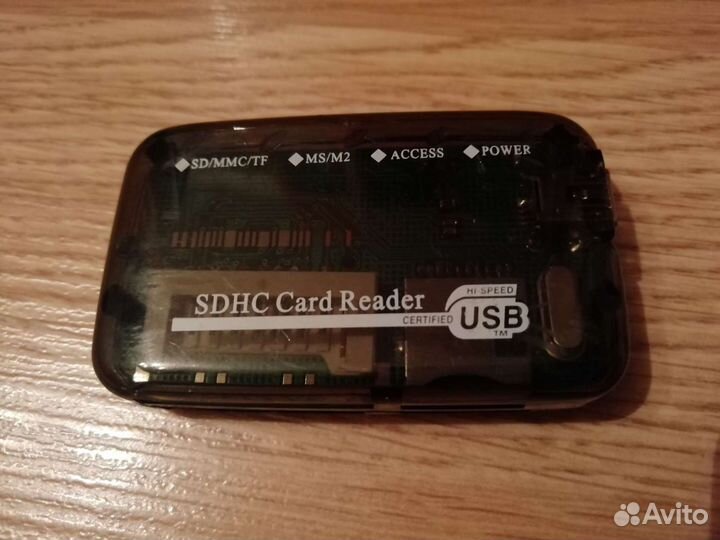 ◆SD/MMC/TF ◆MS/M2 ◆ACCESS ◆POWER
SDHC Card Reader
HI-SPEED
CERTIFIED USB
TM
Avito